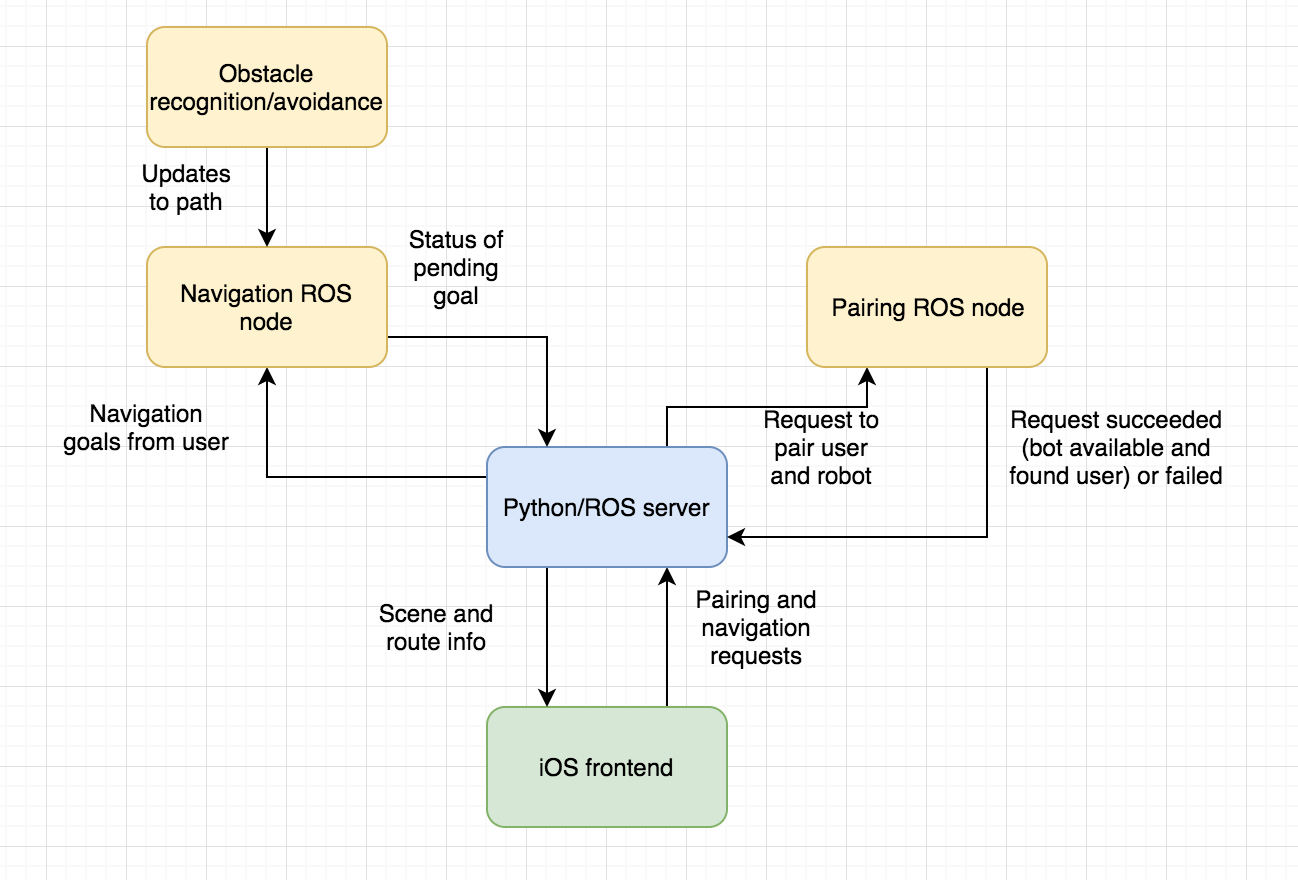 Obstacle
recognition/avoidance
Updates
to path
Status of
pending
goal
Navigation ROS
node
Pairing ROS node
Navigation
goals from user
Request to
pair user
and robot
Request succeeded
(bot available and
found user) or failed
Python/ROS server
Scene and
route info
Pairing and
navigation
requests
iOS frontend